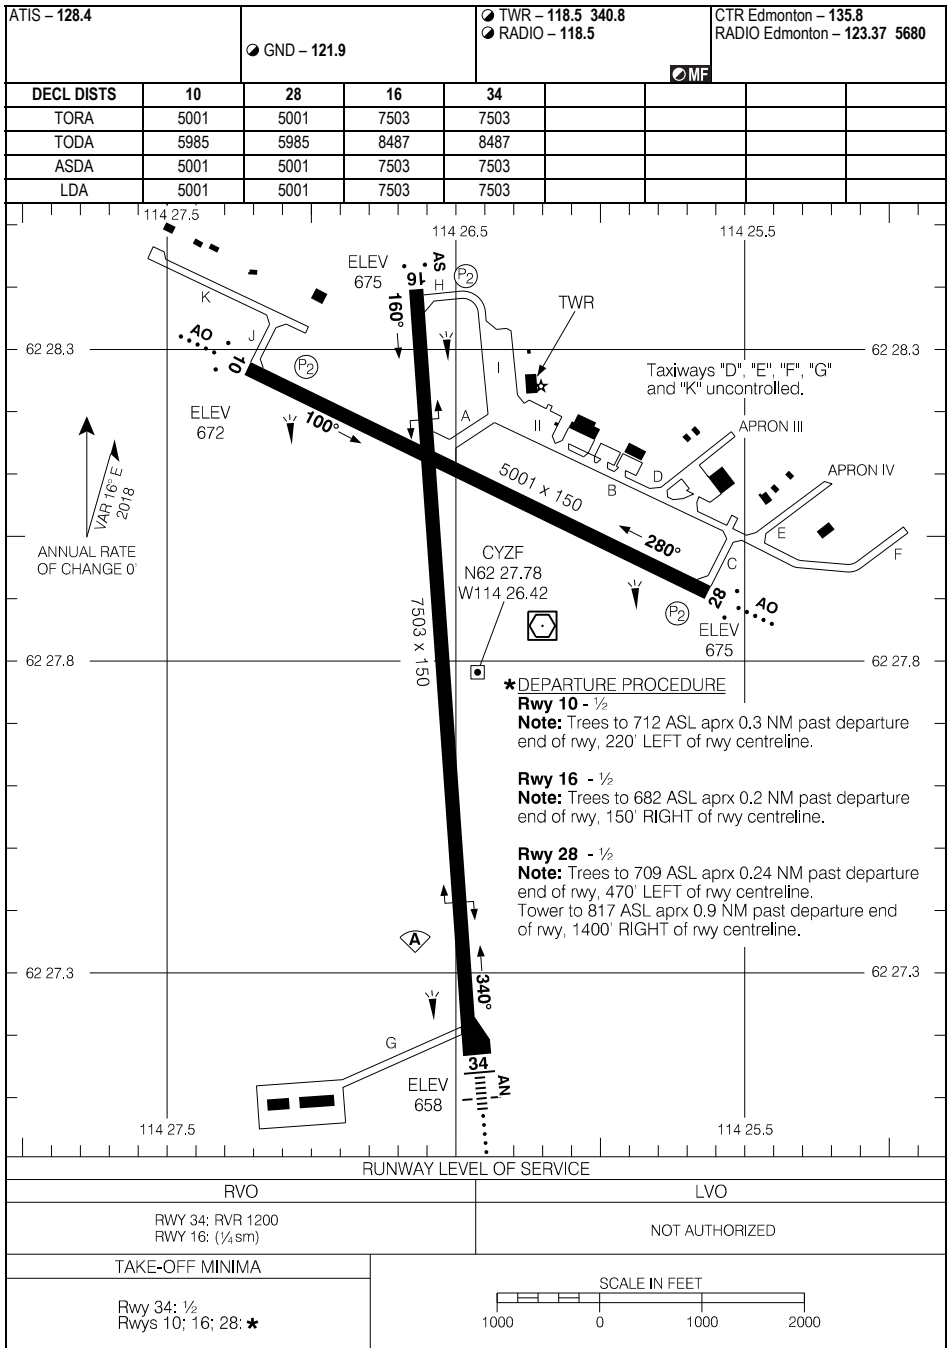 ATIS – 128.4
GND – 121.9
TWR – 118.5 340.8
RADIO – 118.5
MF
CTR Edmonton – 135.8
RADIO Edmonton – 123.37 5680
DECL DISTS 10 28 16 34
TORA 5001 5001 7503 7503
TODA 5985 5985 8487 8487
ASDA 5001 5001 7503 7503
LDA 5001 5001 7503 7503
114 27.5
114 26.5
114 25.5
ELEV
675
16
AS
H
P2
160°
K
J
AO
10
P2
TWR
I
62 28.3
62 28.3
Taxiways "D", "E", "F", "G"
and "K" uncontrolled.
ELEV
672
100°
A
II
APRON III
VAR 16° E
2018
ANNUAL RATE
OF CHANGE 0'
5001 x 150
B
D
APRON IV
280°
C
E
F
CYZF
N62 27.78
W114 26.42
7503 x 150
P2
28
AO
ELEV
675
62 27.8
62 27.8
*DEPARTURE PROCEDURE
Rwy 10 - ½
Note: Trees to 712 ASL aprx 0.3 NM past departure
end of rwy, 220' LEFT of rwy centreline.
Rwy 16 - ½
Note: Trees to 682 ASL aprx 0.2 NM past departure
end of rwy, 150' RIGHT of rwy centreline.
Rwy 28 - ½
Note: Trees to 709 ASL aprx 0.24 NM past departure
end of rwy, 470' LEFT of rwy centreline.
Tower to 817 ASL aprx 0.9 NM past departure end
of rwy, 1400' RIGHT of rwy centreline.
A
62 27.3
62 27.3
340°
G
34
AN
ELEV
658
114 27.5
114 25.5
RUNWAY LEVEL OF SERVICE
RVO
LVO
RWY 34: RVR 1200
RWY 16: (¼ sm)
NOT AUTHORIZED
TAKE-OFF MINIMA
Rwy 34: ½
Rwys 10; 16; 28: *
SCALE IN FEET
1000 0 1000 2000